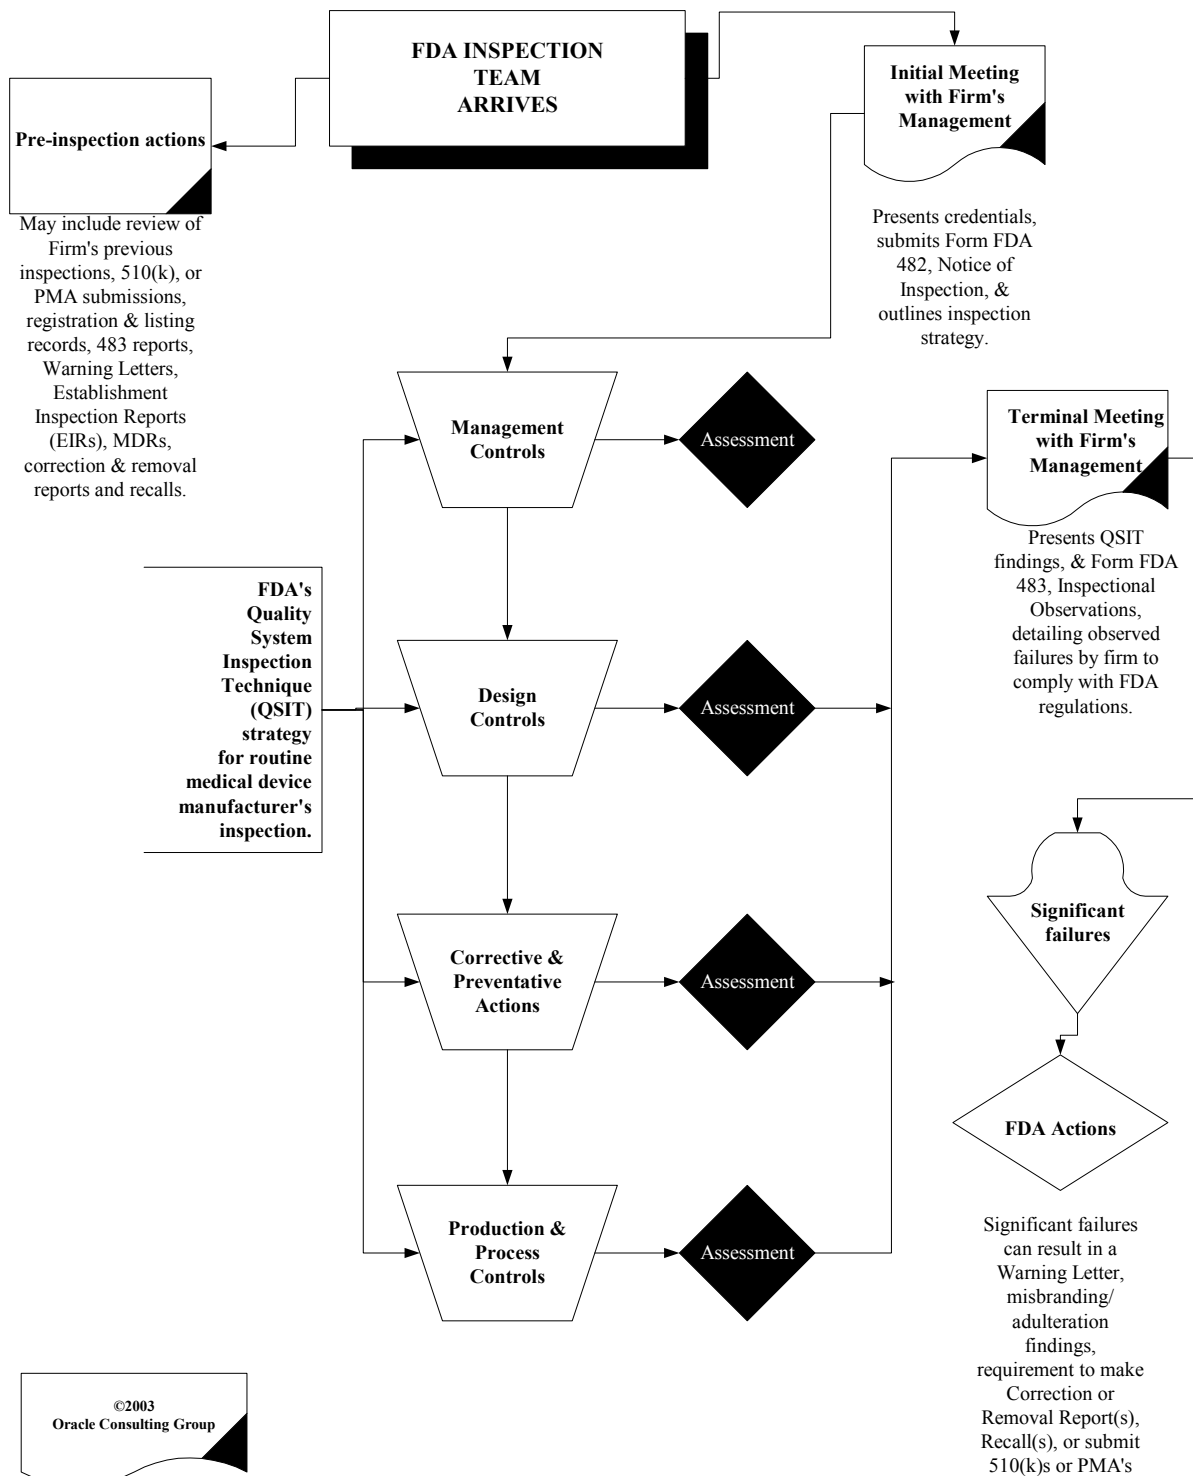 FDA INSPECTION
TEAM
ARRIVES
Initial Meeting
with Firm's
Management
Pre-inspection actions
May include review of
Firm's previous
inspections, 510(k), or
PMA submissions,
registration & listing
records, 483 reports,
Warning Letters,
Establishment
Inspection Reports
(EIRs), MDRs,
correction & removal
reports and recalls.
Presents credentials,
submits Form FDA
482, Notice of
Inspection, &
outlines inspection
strategy.
Management
Controls
Assessment
Terminal Meeting
with Firm's
Management
Presents QSIT
findings, & Form FDA
483, Inspectional
Observations,
detailing observed
failures by firm to
comply with FDA
regulations.
FDA's
Quality
System
Inspection
Technique
(QSIT)
strategy
for routine
medical device
manufacturer's
inspection.
Design
Controls
Assessment
Significant
failures
Corrective &
Preventative
Actions
Assessment
FDA Actions
Production &
Process
Controls
Assessment
Significant failures
can result in a
Warning Letter,
misbranding/
adulteration
findings,
requirement to make
Correction or
Removal Report(s),
Recall(s), or submit
510(k)s or PMA's
©2003
Oracle Consulting Group